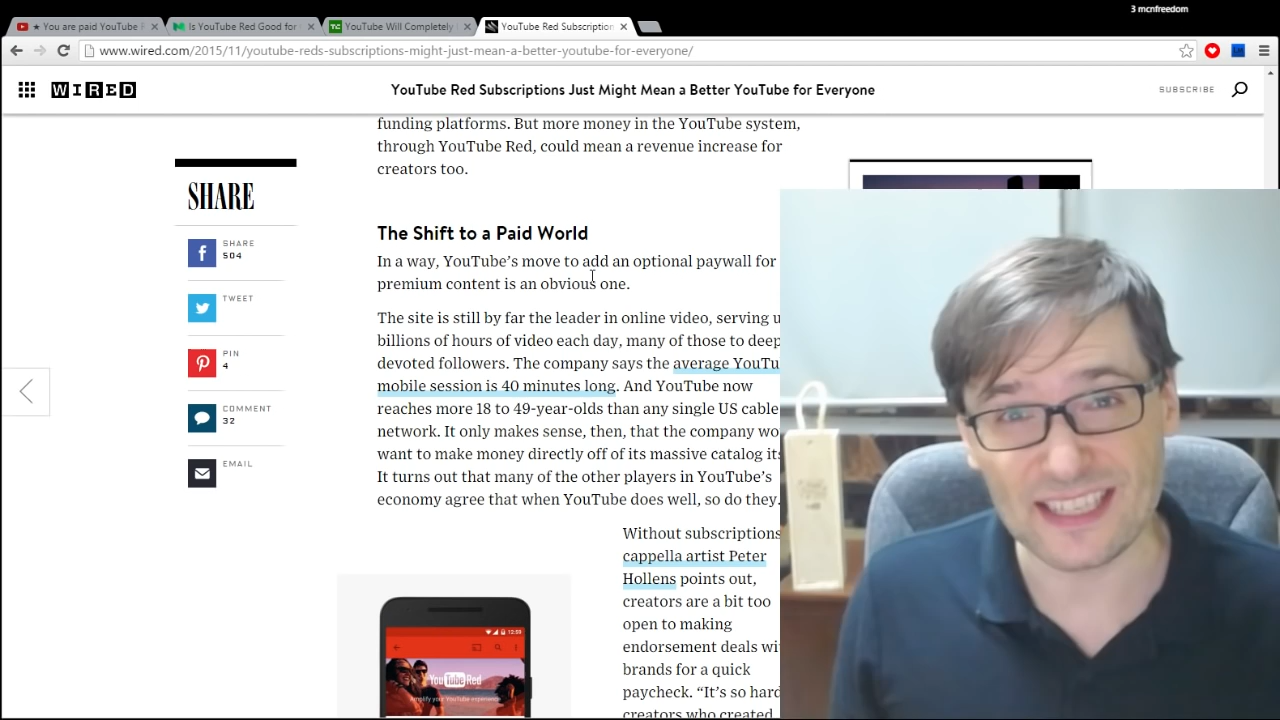 3 mcnfreedom
★ You are paid YouTube
Is YouTube Red Good for
TC YouTube Will Completely
YouTube Red Subscription
www.wired.com/2015/11/youtube-reds-subscriptions-might-just-mean-a-better-youtube-for-everyone/
WIRED
YouTube Red Subscriptions Just Might Mean a Better YouTube for Everyone
SUBSCRIBE
funding platforms. But more money in the YouTube system,
through YouTube Red, could mean a revenue increase for
creators too.
SHARE
SHARE
504
TWEET
PIN
4
COMMENT
32
EMAIL
The Shift to a Paid World
In a way, YouTube’s move to add an optional paywall for
premium content is an obvious one.
The site is still by far the leader in online video, serving
billions of hours of video each day, many of those to deep
devoted followers. The company says the average YouTu
mobile session is 40 minutes long. And YouTube now
reaches more 18 to 49-year-olds than any single US cable
network. It only makes sense, then, that the company wo
want to make money directly off of its massive catalog it
It turns out that many of the other players in YouTube’s
economy agree that when YouTube does well, so do they.
Without subscriptions
cappella artist Peter
Hollens points out,
creators are a bit too
open to making
endorsement deals wi
brands for a quick
paycheck. “It’s so hard
creators who created
12:59
YouTube Red
Amplify your YouTube experience